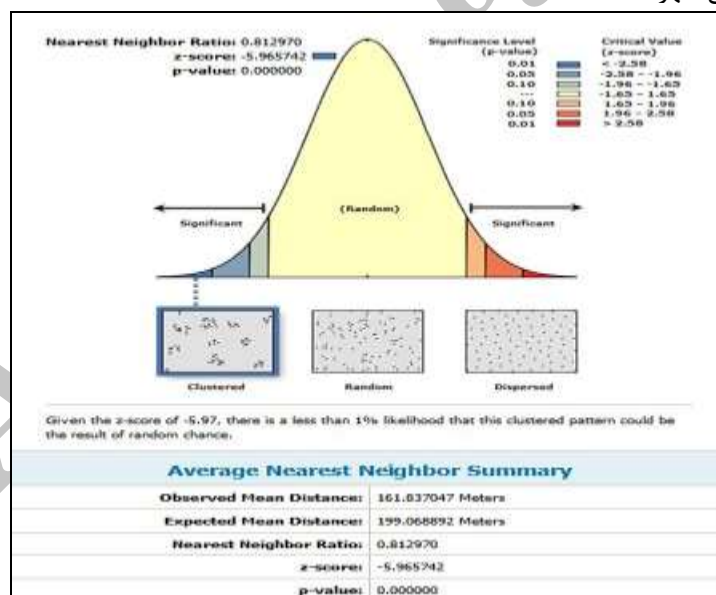 Nearest Neighbor Ratio: 0.812970
z-score: -5.965742
p-value: 0.000000
Significance Level
(p-value)
Critical Value
(z-score)
0.01 < -2.58
0.05 -2.58 - -1.96
0.10 -1.96 - -1.65
... -1.65 - 1.65
0.10 1.65 - 1.96
0.05 1.96 - 2.58
0.01 > 2.58
(Random)
Significant
Significant
Clustered
Random
Dispersed
Given the z-score of -5.97, there is a less than 1% likelihood that this clustered pattern could be
the result of random chance.
Average Nearest Neighbor Summary
Observed Mean Distance: 161.837047 Meters
Expected Mean Distance: 199.068892 Meters
Nearest Neighbor Ratio: 0.812970
z-score: -5.965742
p-value: 0.000000